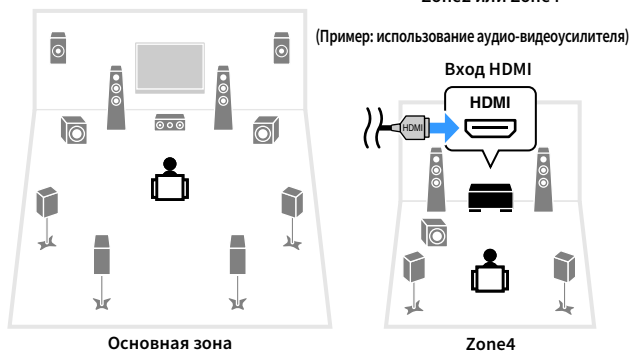 (Пример: использование аудио-видеоусилителя)
Вход HDMI
HDMI
HDMI
Основная зона
Zone4